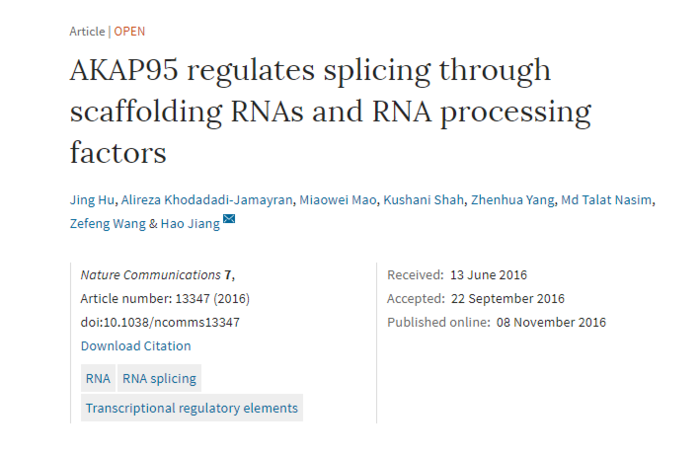 Article | OPEN
AKAP95 regulates splicing through
scaffolding RNAs and RNA processing
factors
Jing Hu, Alireza Khodadadi-Jamayran, Miaowei Mao, Kushani Shah, Zhenhua Yang, Md Talat Nasim,
Zefeng Wang & Hao Jiang
Nature Communications 7,
Article number: 13347 (2016)
doi:10.1038/ncomms13347
Download Citation
RNA RNA splicing
Transcriptional regulatory elements
Received: 13 June 2016
Accepted: 22 September 2016
Published online: 08 November 2016